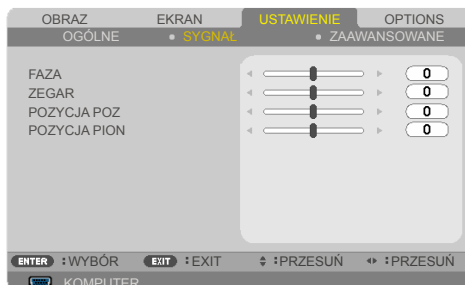 OBRAZ EKRAN USTAWIENIE OPTIONS
OGÓLNE • SYGNAŁ • ZAAWANSOWANE
FAZA 0
ZEGAR 0
POZYCJA POZ 0
POZYCJA PION 0
ENTER :WYBÓR EXIT :EXIT :PRZESUŃ :PRZESUŃ
KOMPUTER